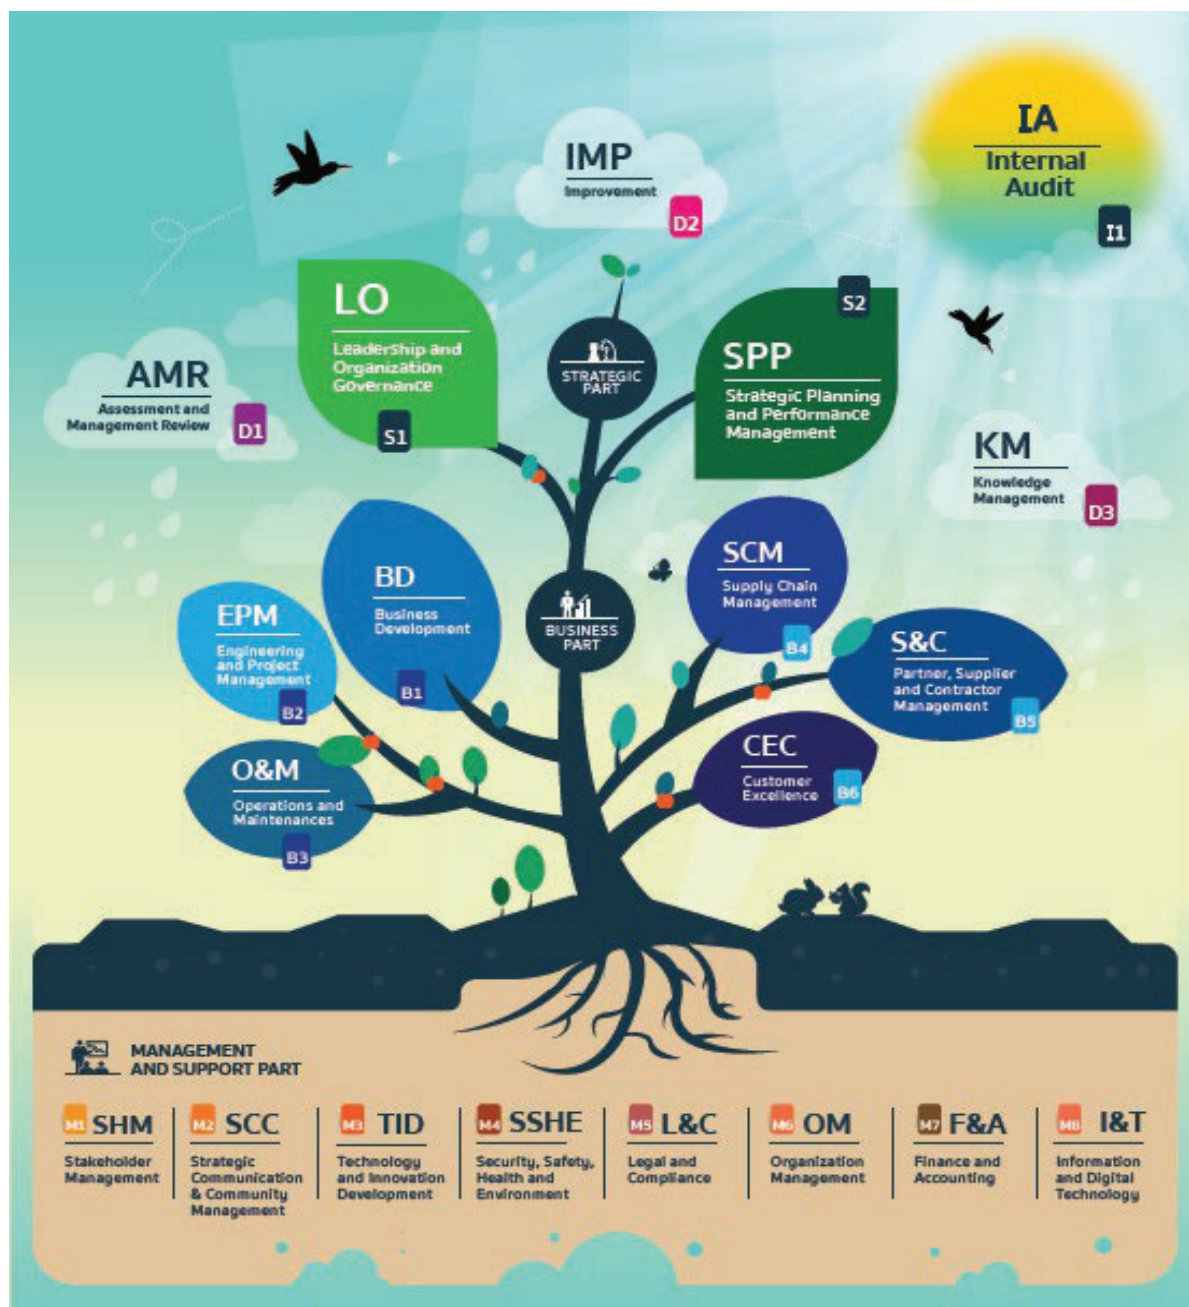 IA
Internal
Audit
I1
IMP
Improvement
D2
LO
Leadership and
Organization
Governance
S1
STRATEGIC
PART
S2
SPP
Strategic Planning
and Performance
Management
AMR
Assessment and
Management Review
D1
KM
Knowledge
Management
D3
BD
Business
Development
B1
SCM
Supply Chain
Management
B4
EPM
Engineering
and Project
Management
B2
BUSINESS
PART
S&C
Partner, Supplier
and Contractor
Management
B5
O&M
Operations and
Maintenances
B3
CEC
Customer
Excellence
B6
MANAGEMENT
AND SUPPORT PART
M1 SHM
Stakeholder
Management
M2 SCC
Strategic
Communication
& Community
Management
M3 TID
Technology
and Innovation
Development
M4 SSHE
Security, Safety,
Health and
Environment
M5 L&C
Legal and
Compliance
M6 OM
Organization
Management
M7 F&A
Finance and
Accounting
M8 I&T
Information
and Digital
Technology